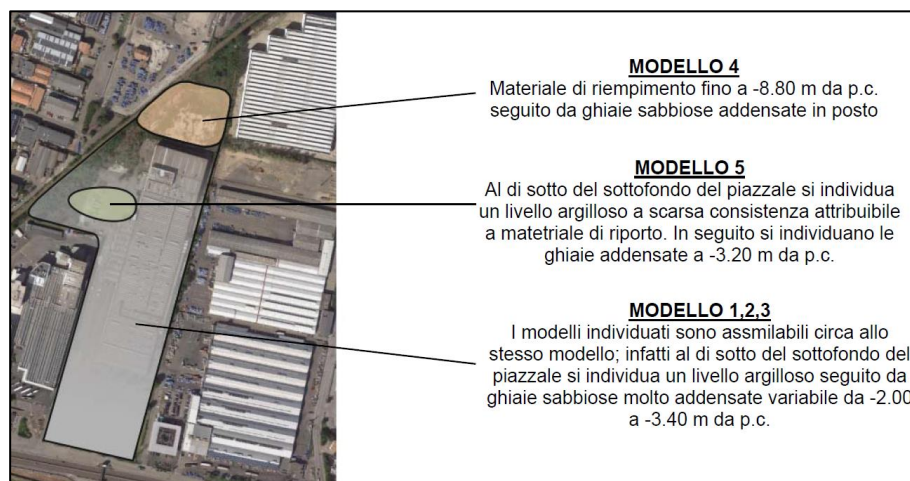 MODELLO 4
Materiale di riempimento fino a -8.80 m da p.c.
seguito da ghiaie sabbiose addensate in posto
MODELLO 5
Al di sotto del sottofondo del piazzale si individua
un livello argilloso a scarsa consistenza attribuibile
a matetriale di riporto. In seguito si individuano le
ghiaie addensate a -3.20 m da p.c.
MODELLO 1,2,3
I modelli individuati sono assmilabili circa allo
stesso modello; infatti al di sotto del sottofondo del
piazzale si individua un livello argilloso seguito da
ghiaie sabbiose molto addensate variabile da -2.00
a -3.40 m da p.c.